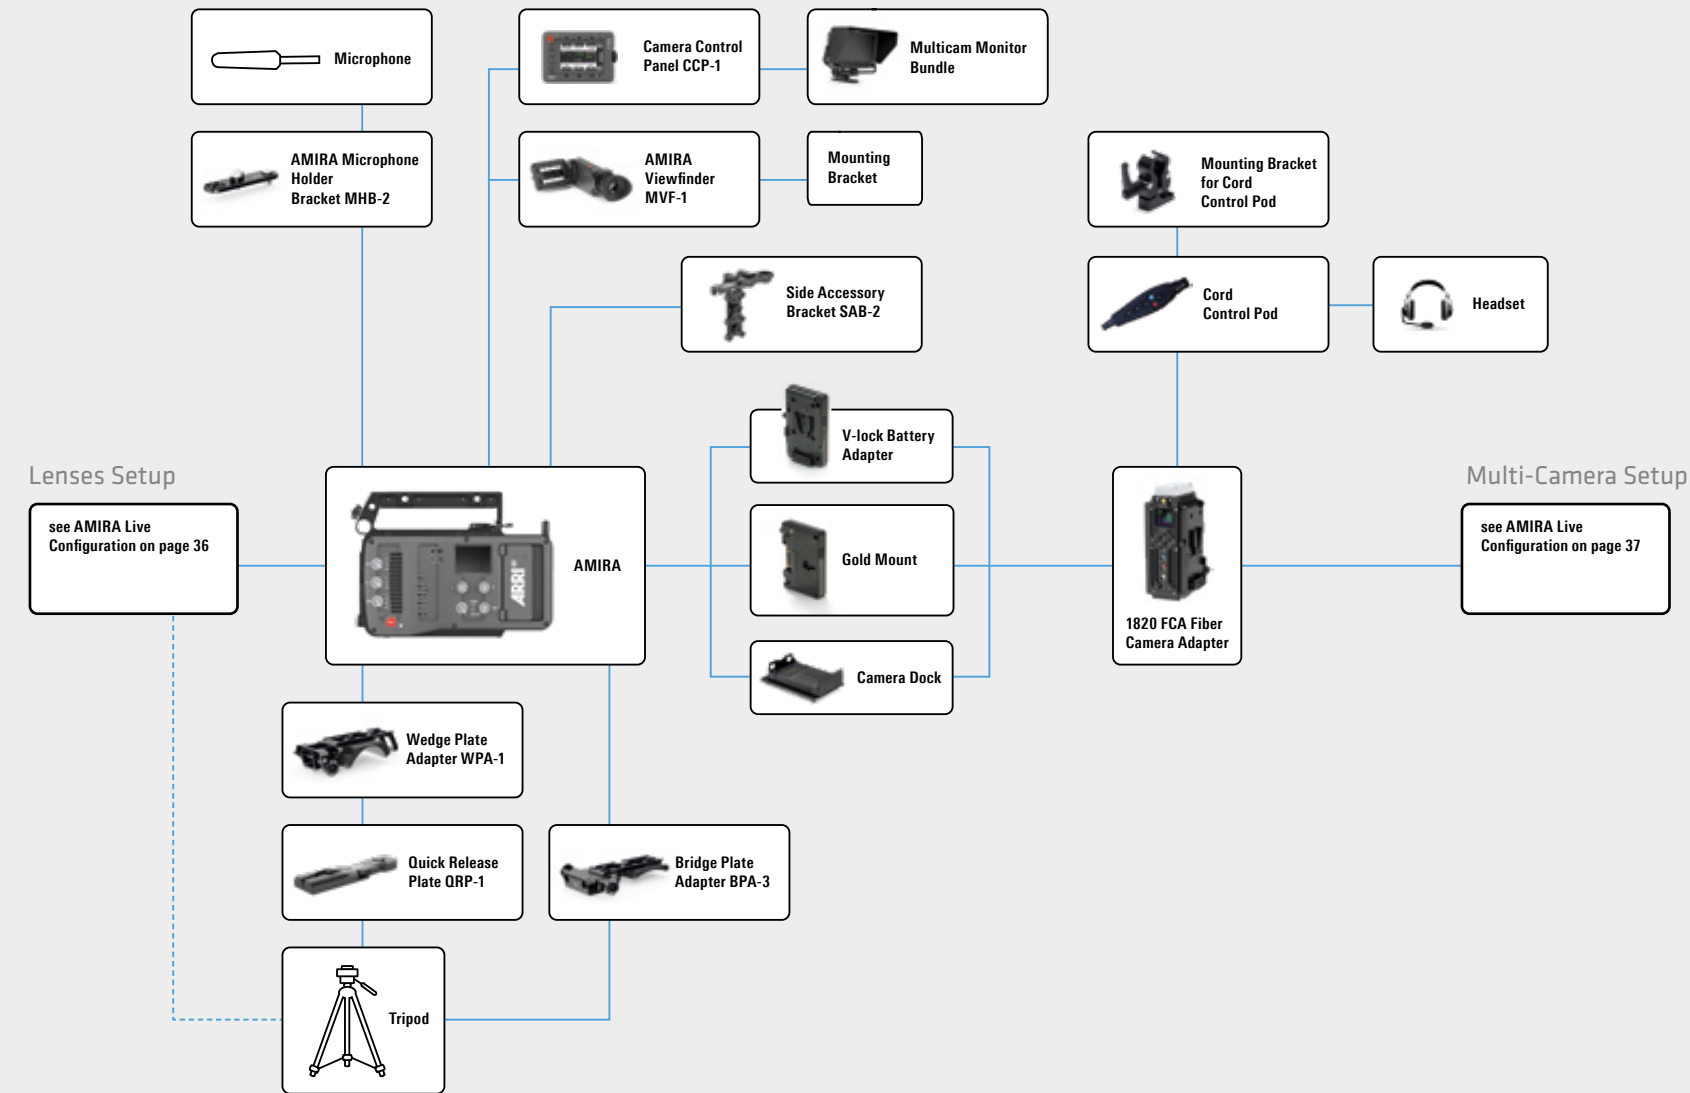 Microphone
Camera Control
Panel CCP-1
Multicam Monitor
Bundle
AMIRA Microphone
Holder
Bracket MHB-2
AMIRA
Viewfinder
MVF-1
Mounting
Bracket
Mounting Bracket
for Cord
Control Pod
Side Accessory
Bracket SAB-2
Cord
Control Pod
Headset
V-lock Battery
Adapter
Lenses Setup
see AMIRA Live
Configuration on page 36
ARRI
AMIRA
Gold Mount
Camera Dock
1820 FCA Fiber
Camera Adapter
Multi-Camera Setup
see AMIRA Live
Configuration on page 37
Wedge Plate
Adapter WPA-1
Quick Release
Plate QRP-1
Bridge Plate
Adapter BPA-3
Tripod